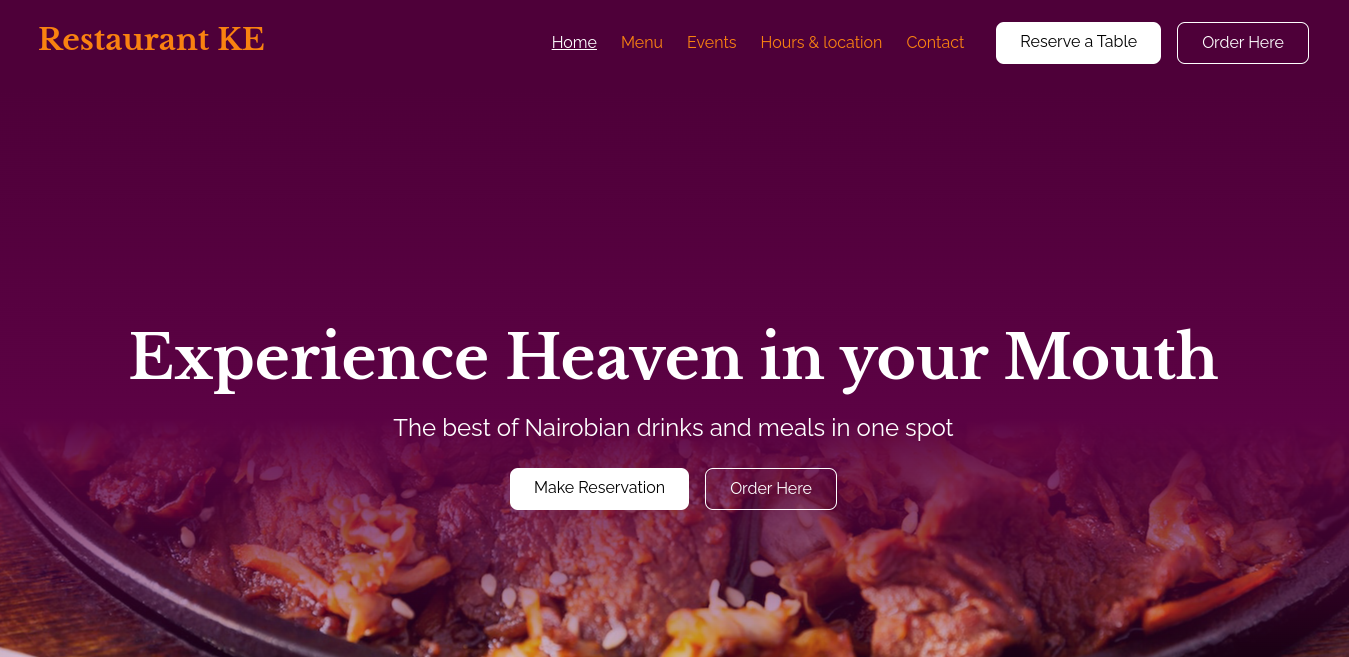 Restaurant KE
Home Menu Events Hours & location Contact Reserve a Table Order Here
Experience Heaven in your Mouth
The best of Nairobian drinks and meals in one spot
Make Reservation Order Here